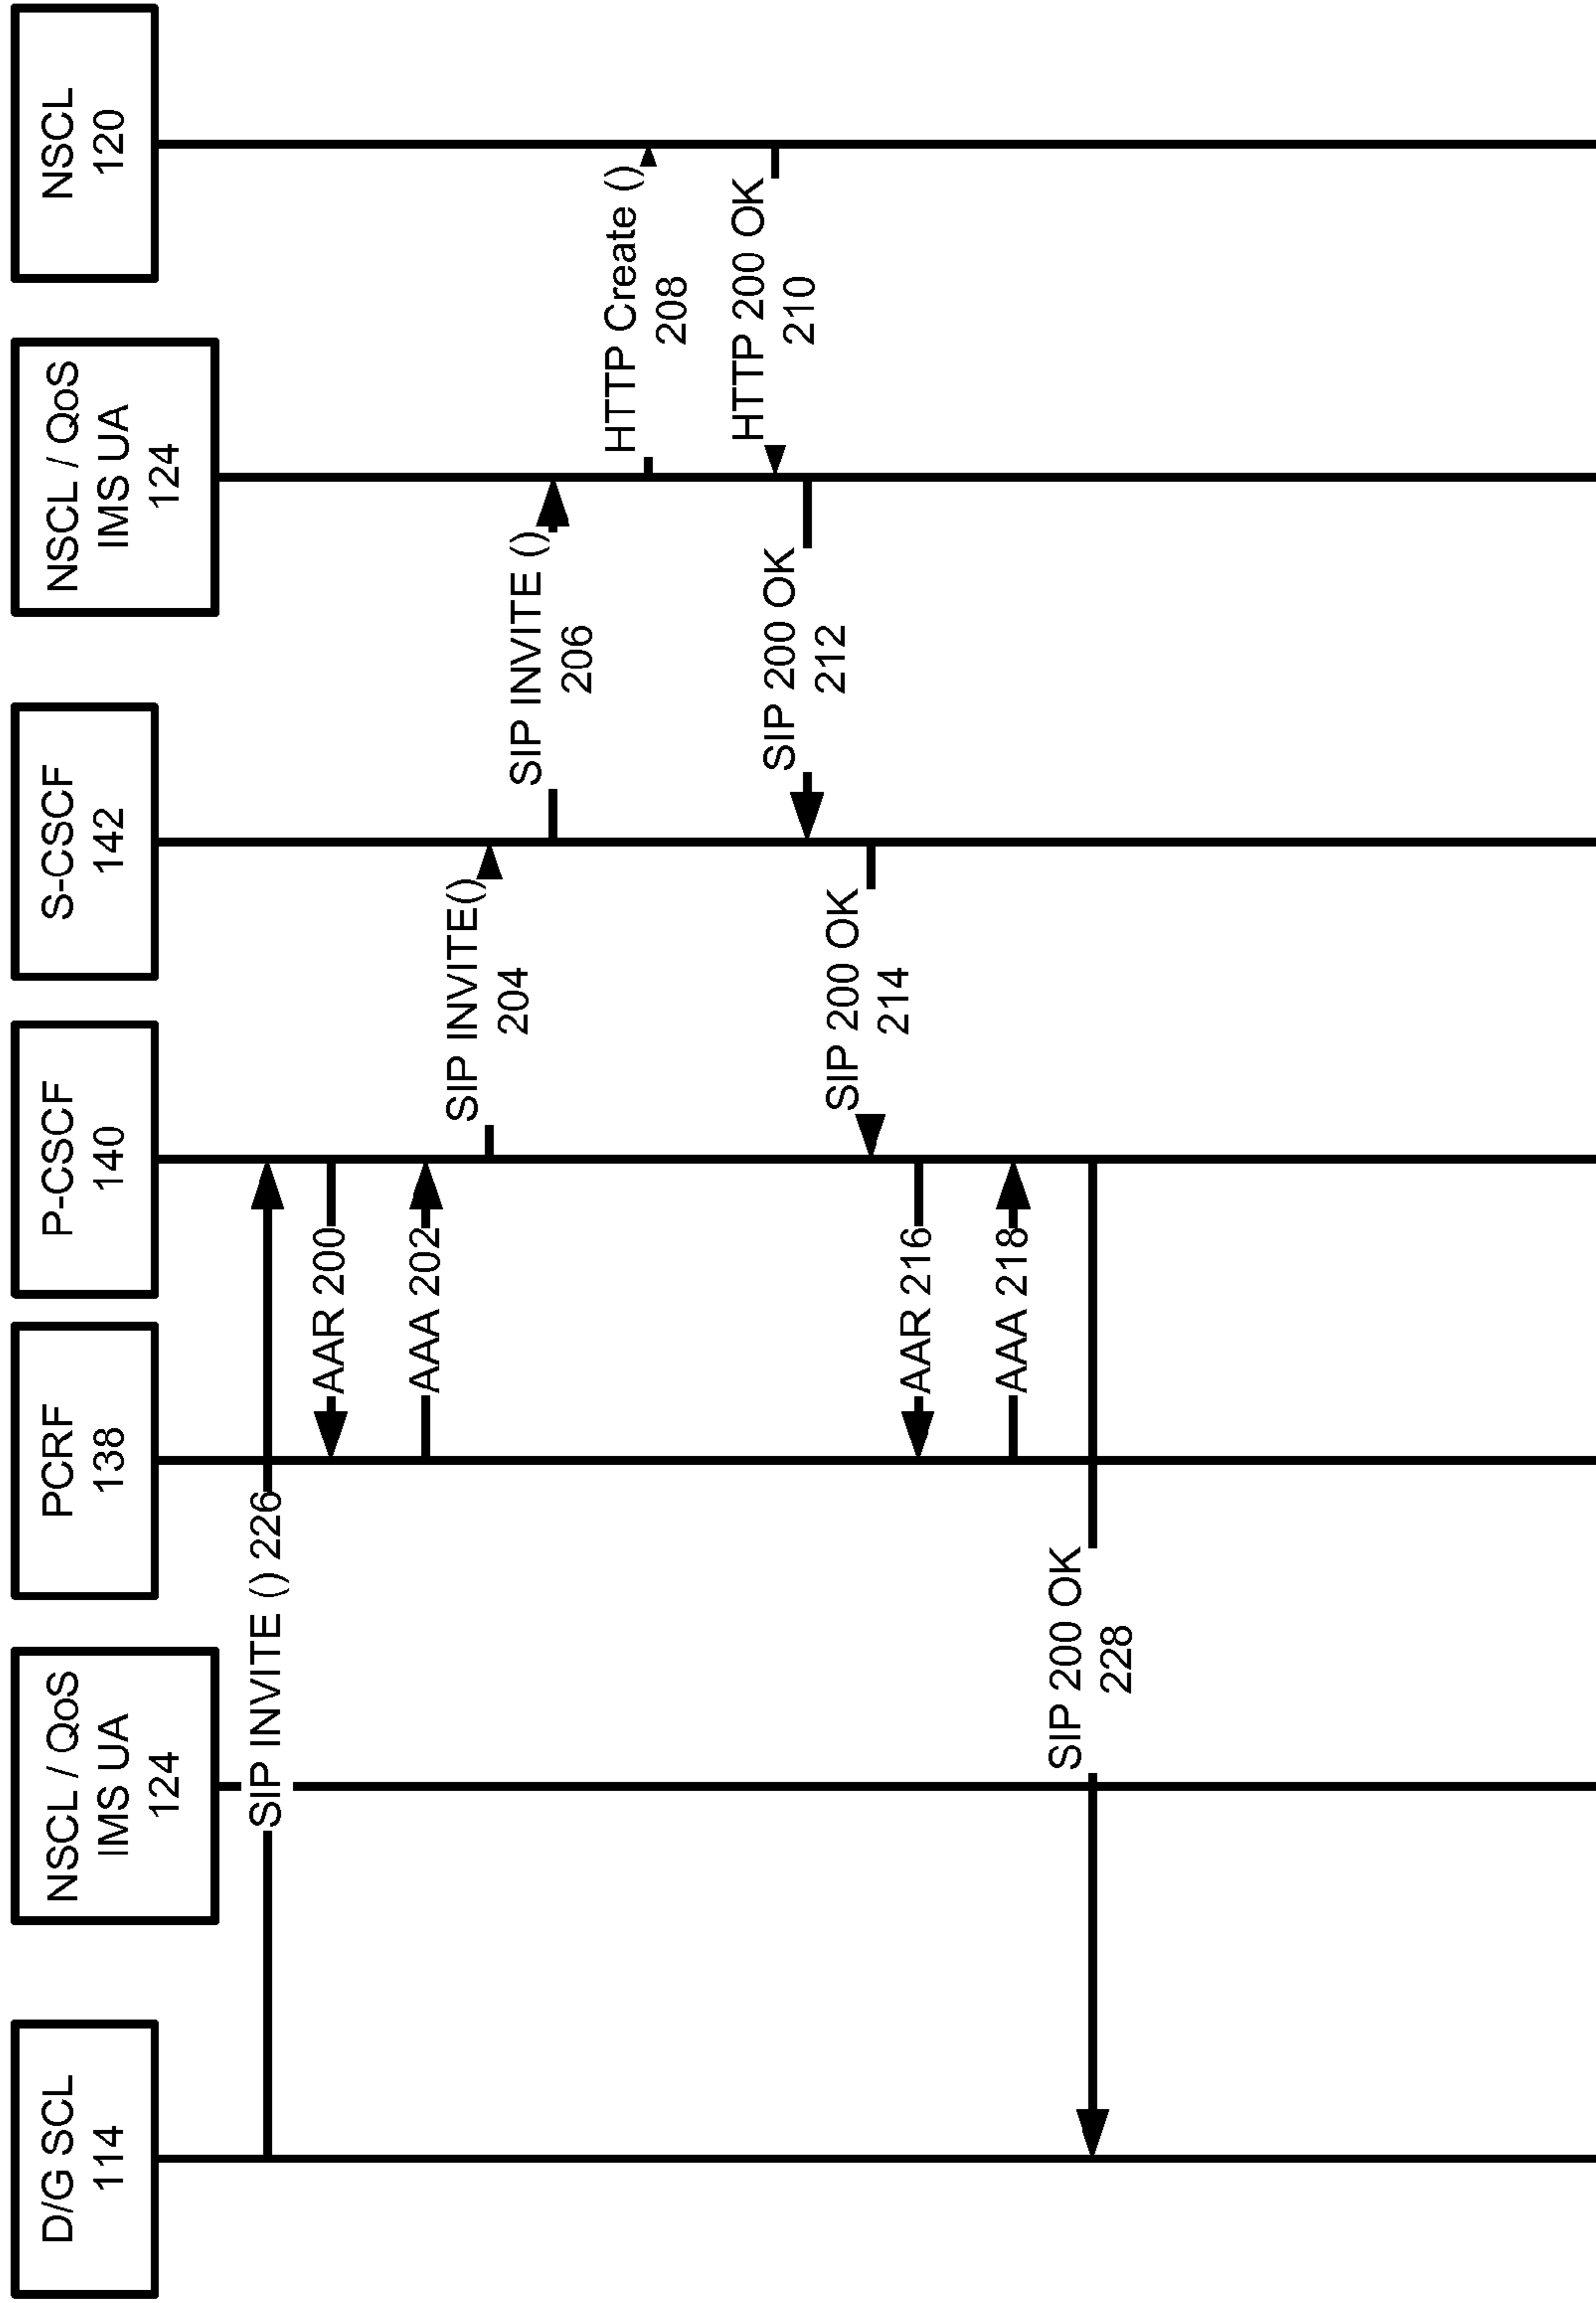 D/G SCL
114
NSCL / QoS
IMS UA
124
PCRF
138
P-CSCF
140
S-CSCF
142
NSCL / QoS
IMS UA
124
NSCL
120
SIP INVITE () 226
AAR 200
AAA 202
SIP INVITE()
204
SIP INVITE ()
206
HTTP Create ()
208
HTTP 200 OK
210
SIP 200 OK
212
SIP 200 OK
214
AAR 216
AAA 218
SIP 200 OK
228